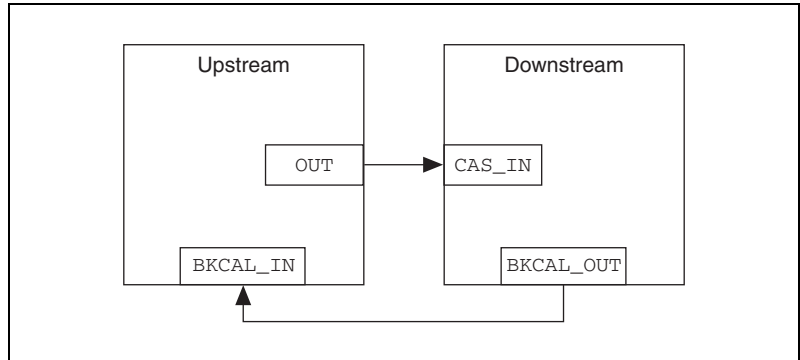 Upstream
Downstream
OUT
CAS_IN
BKCAL_IN
BKCAL_OUT